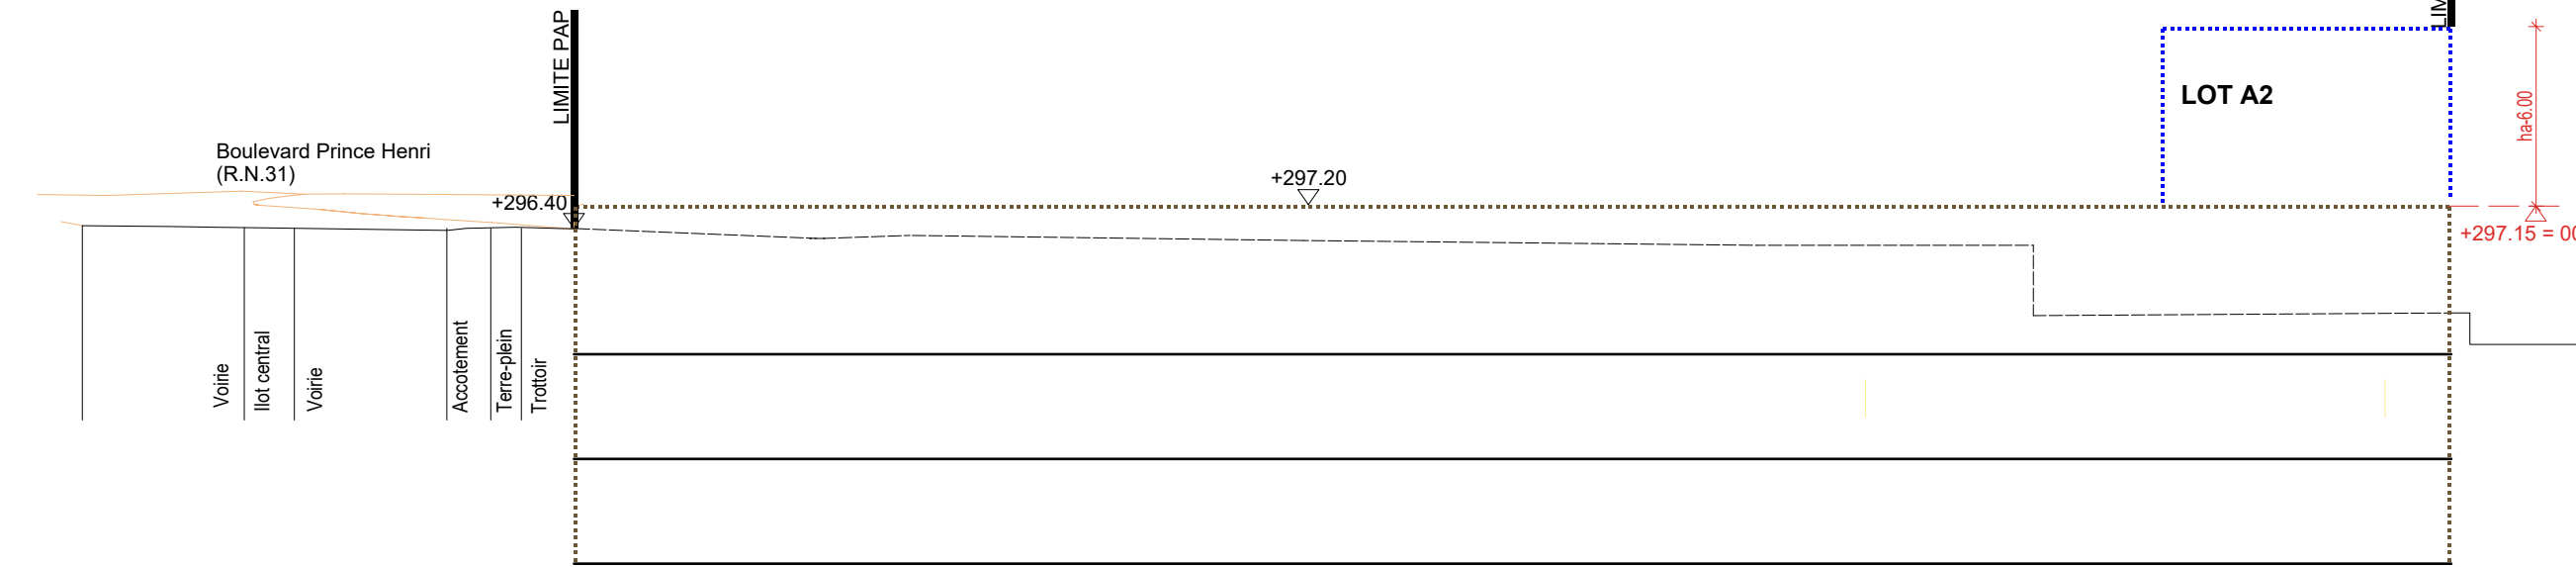 LIMITE PAP
LIM
LOT A2
ha-6.00
Boulevard Prince Henri
(R.N.31)
+297.20
+296.40
+297.15 = 00
Voirie
Ilot central
Voirie
Accotement
Terre-plein
Trottoir